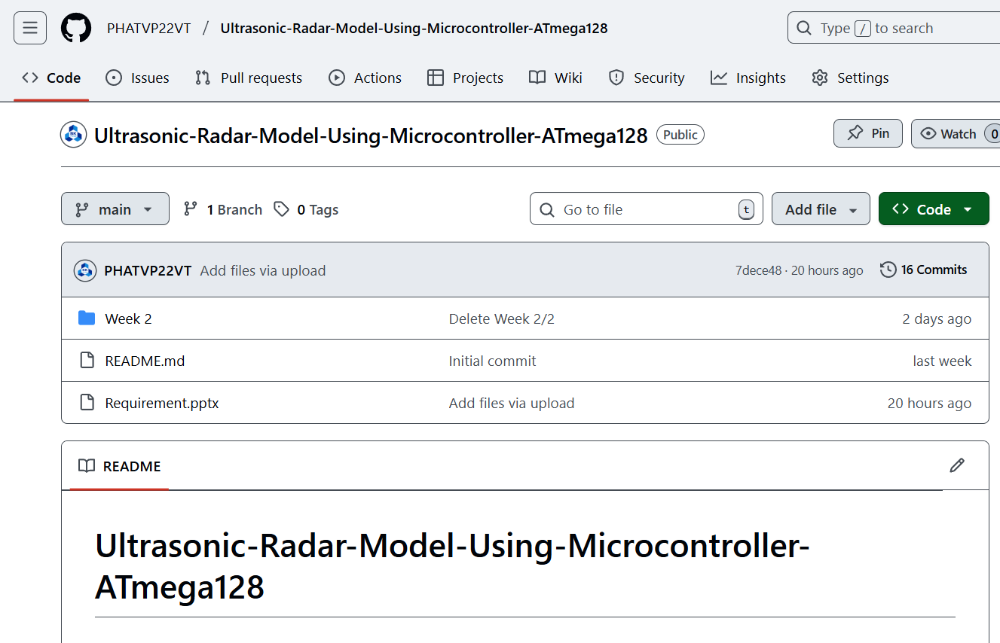 PHATVP22VT / Ultrasonic-Radar-Model-Using-Microcontroller-ATmega128 Type / to search
Code Issues Pull requests Actions Projects Wiki Security Insights Settings
Ultrasonic-Radar-Model-Using-Microcontroller-ATmega128 Public Pin Watch 0
main 1 Branch 0 Tags Go to file t Add file Code
PHATVP22VT Add files via upload 7dece48 · 20 hours ago 16 Commits
Week 2 Delete Week 2/2 2 days ago
README.md Initial commit last week
Requirement.pptx Add files via upload 20 hours ago
README
Ultrasonic-Radar-Model-Using-Microcontroller-
ATmega128